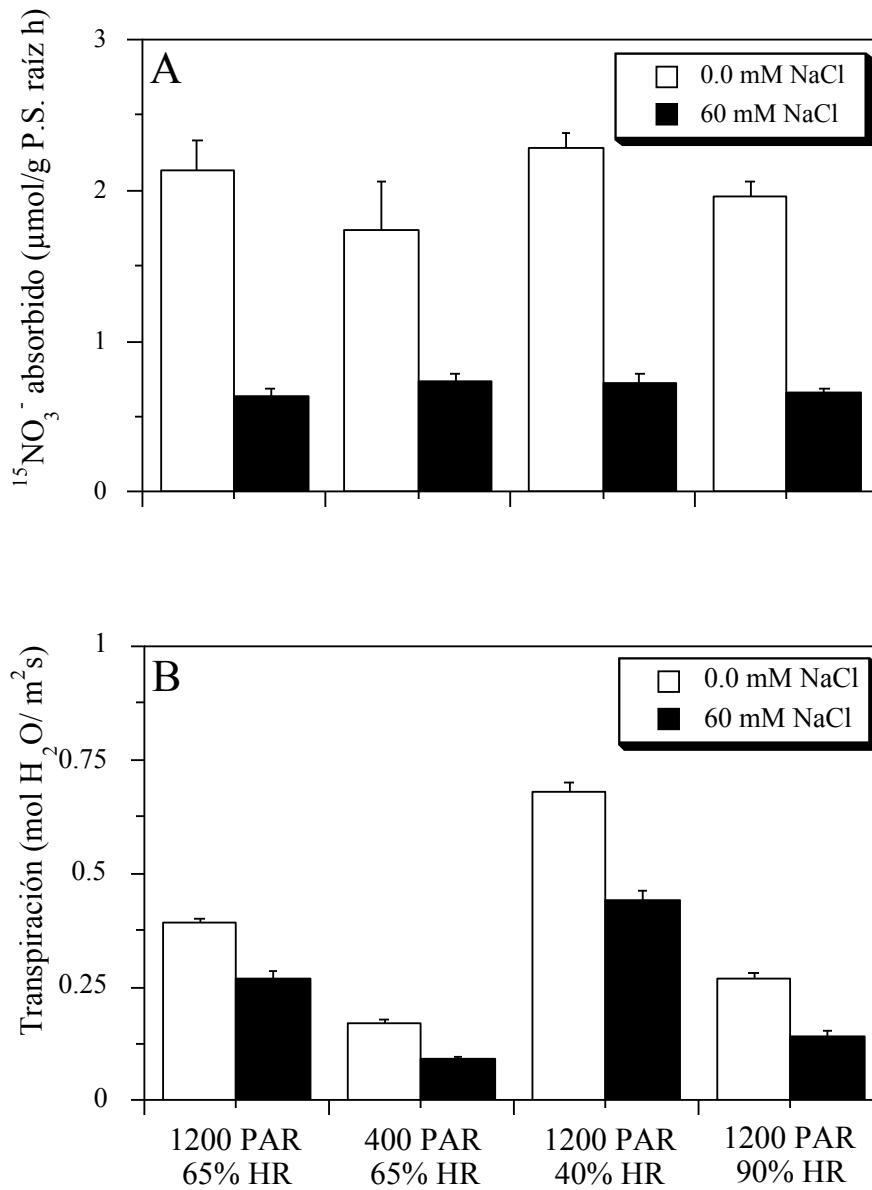 3
A
0.0 mM NaCl
60 mM NaCl
2
1
0
¹⁵NO₃⁻ absorbido (µmol/g P.S. raíz h)
1
B
0.0 mM NaCl
60 mM NaCl
0.75
0.5
0.25
0
Transpiración (mol H₂O/ m²s)
1200 PAR 400 PAR 1200 PAR 1200 PAR
65% HR 65% HR 40% HR 90% HR